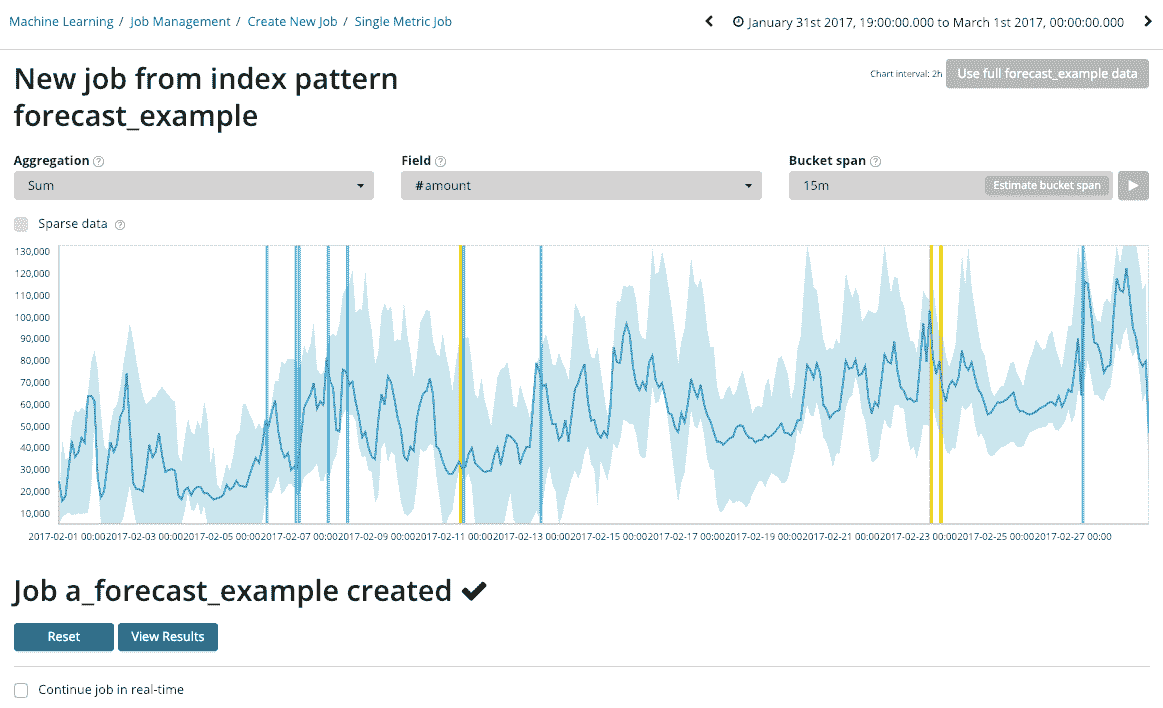 Machine Learning / Job Management / Create New Job / Single Metric Job
January 31st 2017, 19:00:00.000 to March 1st 2017, 00:00:00.000
New job from index pattern
forecast_example
Chart interval: 2h
Use full forecast_example data
Aggregation ?
Field ?
Bucket span ?
Sum
#amount
15m
Estimate bucket span
Sparse data ?
130,000
120,000
110,000
100,000
90,000
80,000
70,000
60,000
50,000
40,000
30,000
20,000
10,000
2017-02-01 00:00 2017-02-03 00:00 2017-02-05 00:00 2017-02-07 00:00 2017-02-09 00:00 2017-02-11 00:00 2017-02-13 00:00 2017-02-15 00:00 2017-02-17 00:00 2017-02-19 00:00 2017-02-21 00:00 2017-02-23 00:00 2017-02-25 00:00 2017-02-27 00:00
Job a_forecast_example created
Reset
View Results
Continue job in real-time